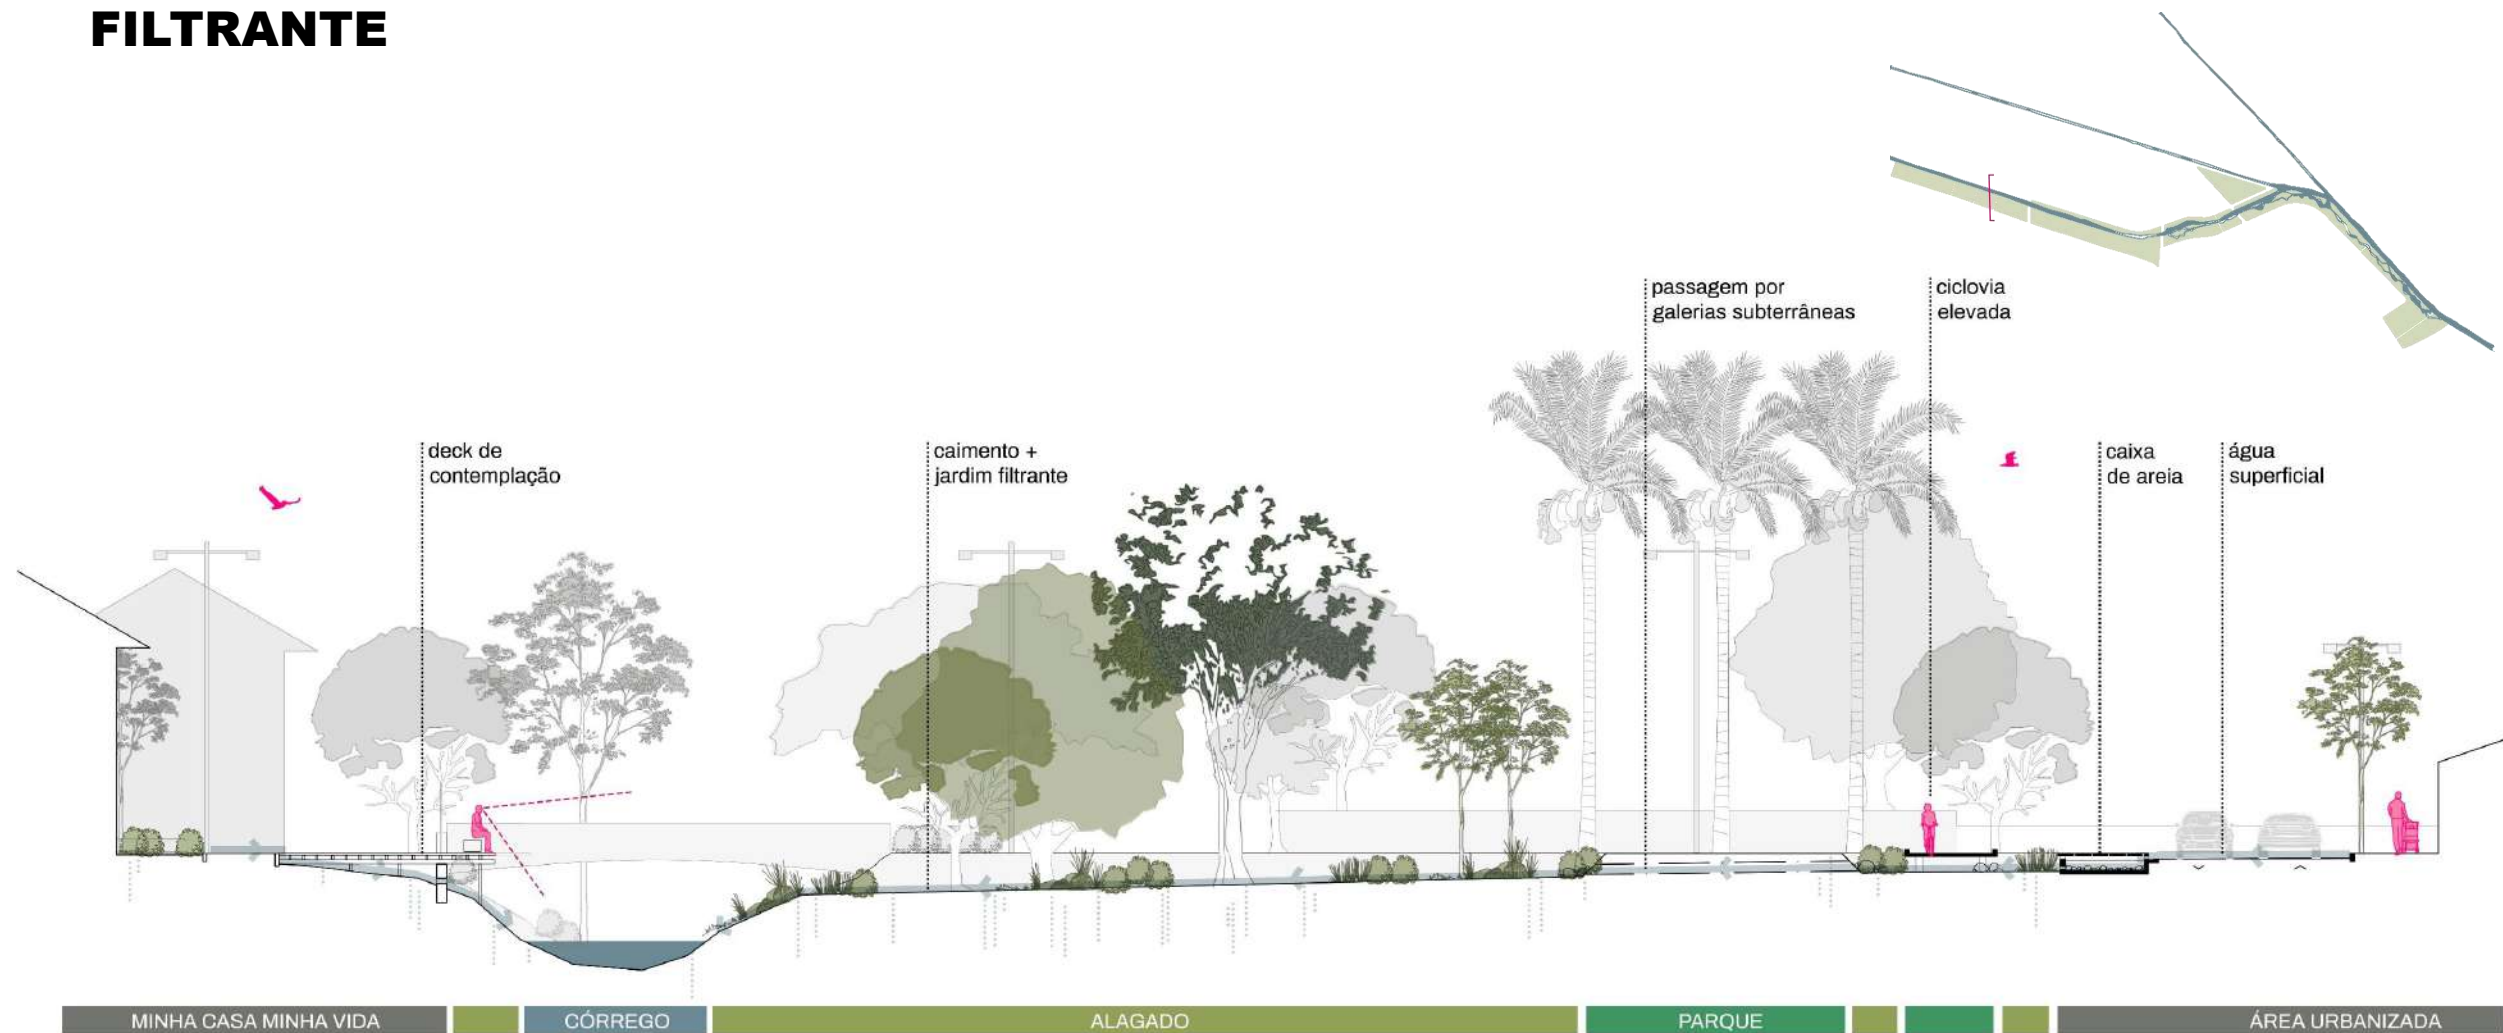 FILTRANTE
passagem por
galerias subterrâneas
ciclovia
elevada
deck de
contemplação
caimento +
jardim filtrante
caixa
de areia
água
superficial
MINHA CASA MINHA VIDA
CÓRREGO
ALAGADO
PARQUE
ÁREA URBANIZADA